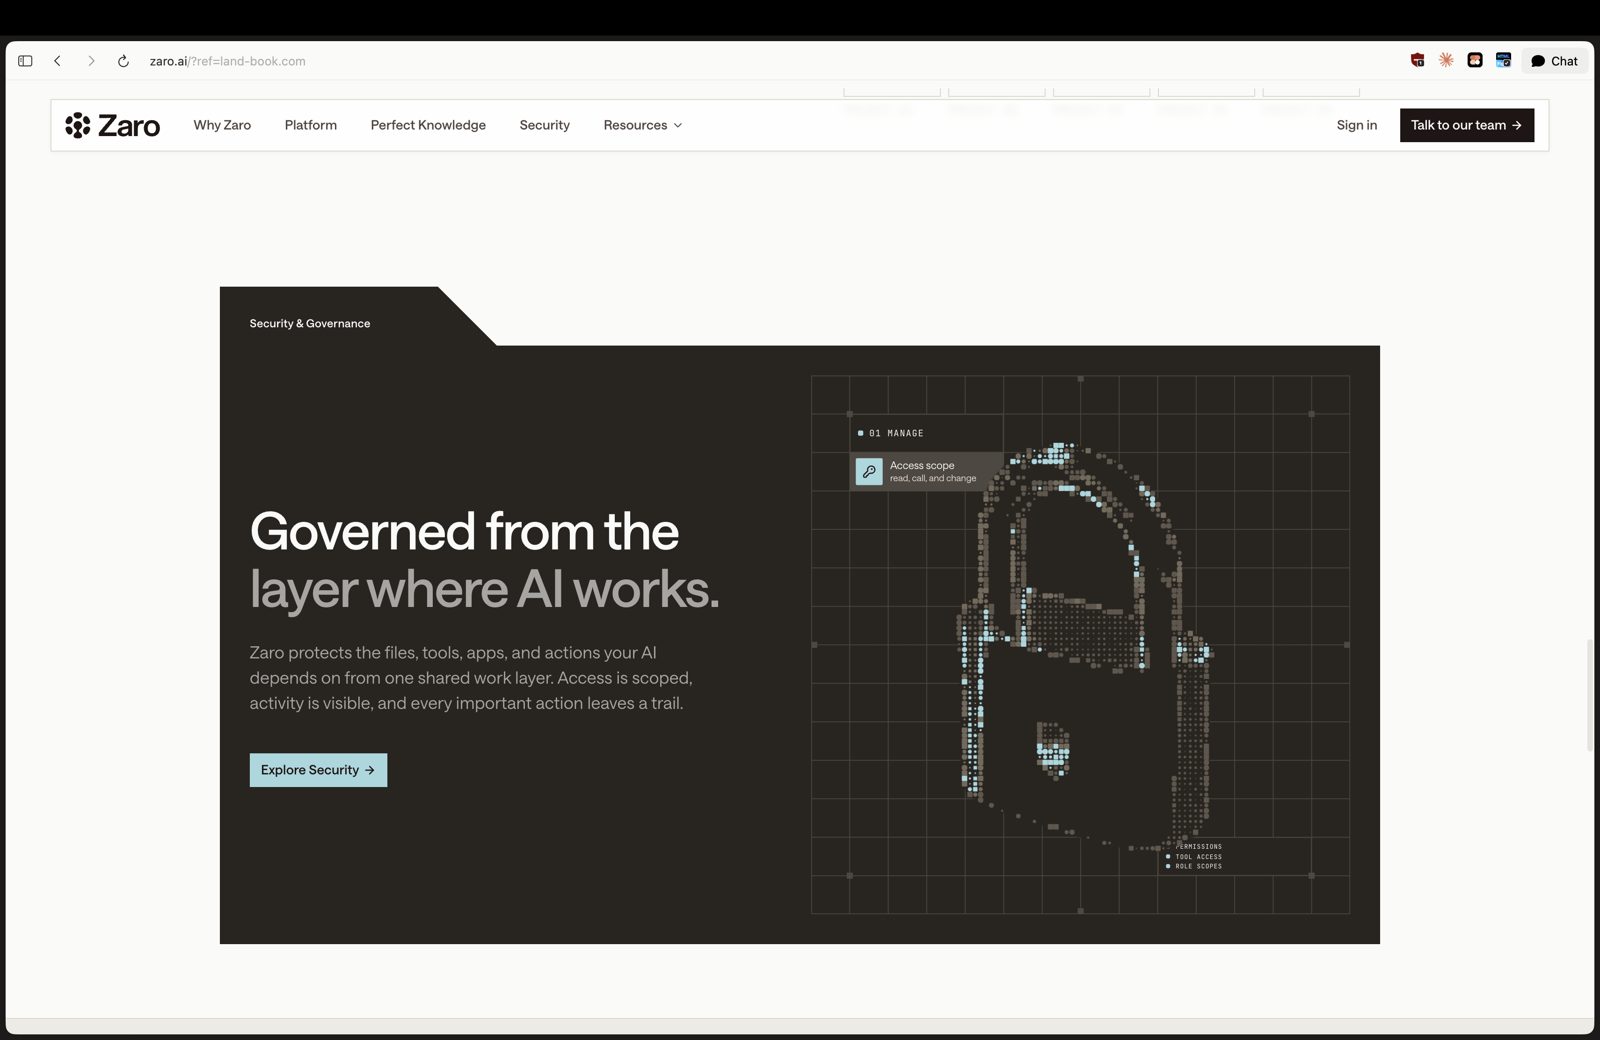 zaro.ai/?ref=land-book.com
Chat
Zaro
Why Zaro
Platform
Perfect Knowledge
Security
Resources
Sign in
Talk to our team →
Security & Governance
Governed from the
layer where AI works.
Zaro protects the files, tools, apps, and actions your AI
depends on from one shared work layer. Access is scoped,
activity is visible, and every important action leaves a trail.
Explore Security →
01 MANAGE
Access scope
read, call, and change
PERMISSIONS
TOOL ACCESS
ROLE SCOPES